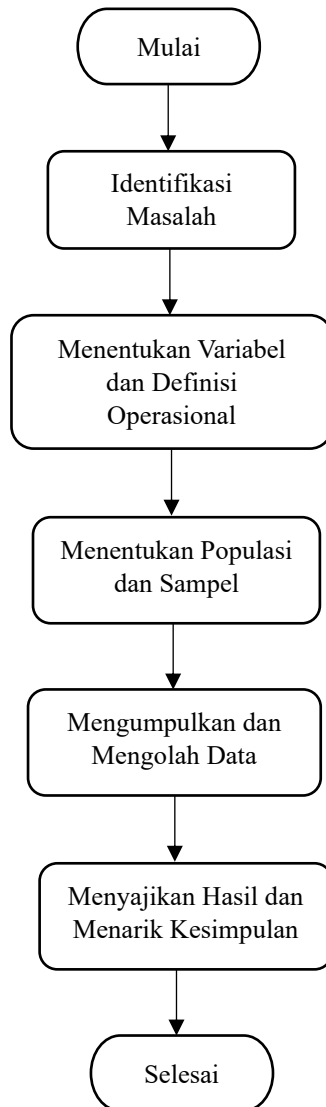 Mulai
Identifikasi
Masalah
Menentukan Variabel
dan Definisi
Operasional
Menentukan Populasi
dan Sampel
Mengumpulkan dan
Mengolah Data
Menyajikan Hasil dan
Menarik Kesimpulan
Selesai